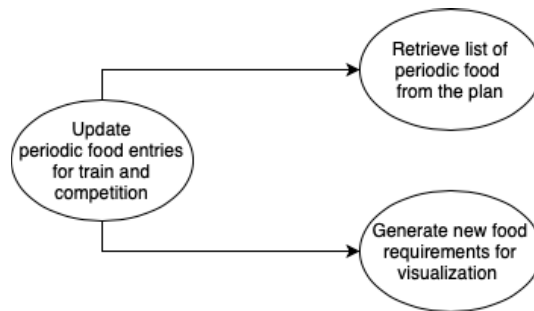 Retrieve list of
periodic food
from the plan
Update
periodic food entries
for train and
competition
Generate new food
requirements for
visualization